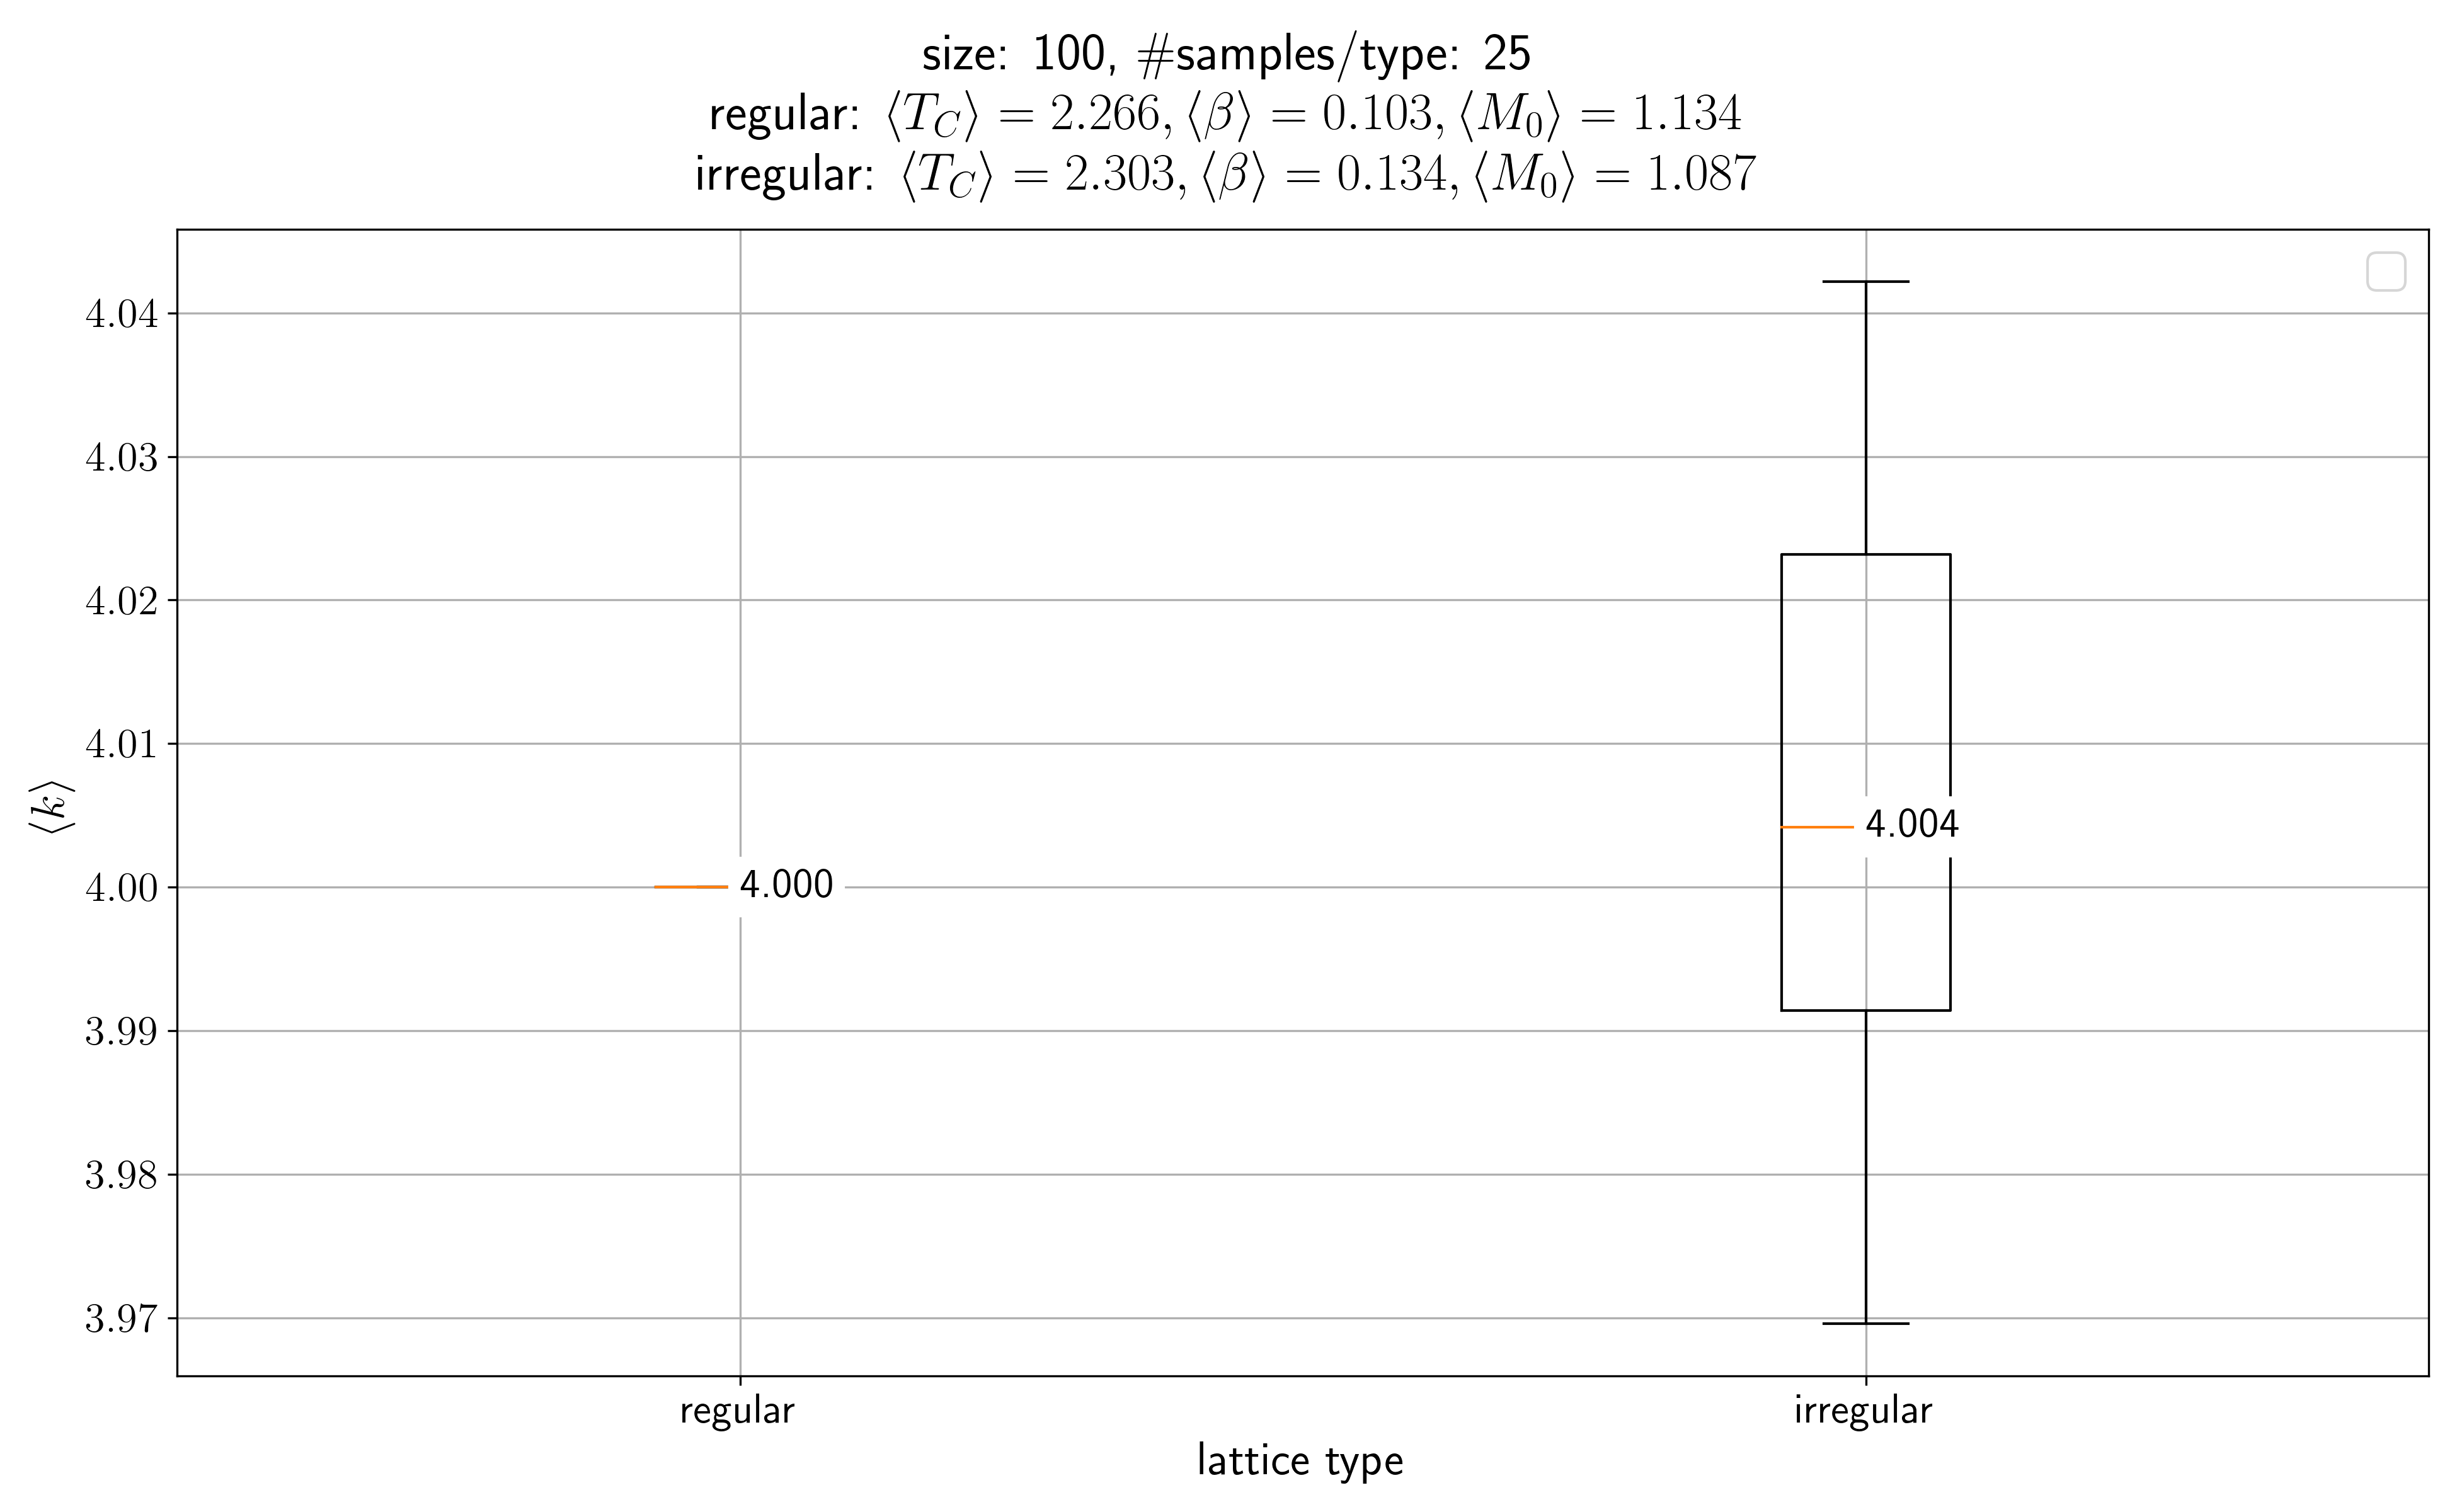 size: 100, #samples/type: 25
regular: ⟨T_C⟩ = 2.266, ⟨β⟩ = 0.103, ⟨M_0⟩ = 1.134
irregular: ⟨T_C⟩ = 2.303, ⟨β⟩ = 0.134, ⟨M_0⟩ = 1.087
4.04
4.03
4.02
4.01
4.00
3.99
3.98
3.97
⟨k⟩
4.004
4.000
regular
irregular
lattice type